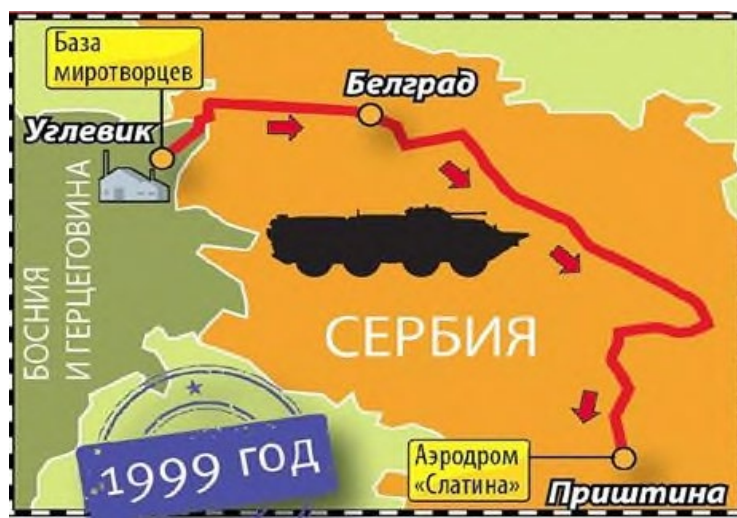 База
миротворцев
Белград
Углевик
БОСНИЯ
И ГЕРЦЕГОВИНА
СЕРБИЯ
1999 ГОД
Аэродром
«Слатина»
Приштина